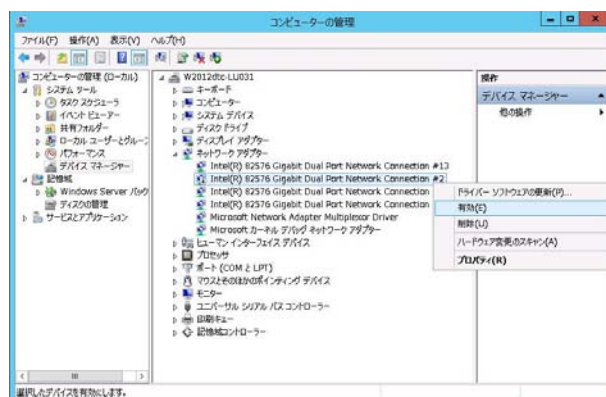 コンピューターの管理
ファイル(F) 操作(A) 表示(V) ヘルプ(H)
コンピューターの管理 (ローカル)
システム ツール
タスク スケジューラ
イベント ビューアー
共有フォルダー
ローカル ユーザーとグループ
パフォーマンス
デバイス マネージャー
記憶域
Windows Server バック
ディスクの管理
サービスとアプリケーション
W2012dtc-LU031
キーボード
コンピューター
システム デバイス
ディスク ドライブ
ディスプレイ アダプター
ネットワーク アダプター
Intel(R) 82576 Gigabit Dual Port Network Connection #13
Intel(R) 82576 Gigabit Dual Port Network Connection #2
Intel(R) 82576 Gigabit Dual Port Network Connection
Intel(R) 82576 Gigabit Dual Port Network Connection
Microsoft Network Adapter Multiplexor Driver
Microsoft カーネル デバッグ ネットワーク アダプター
ヒューマン インターフェイス デバイス
プロセッサ
ポート (COM と LPT)
マウスとそのほかのポインティング デバイス
モニター
ユニバーサル シリアル バス コントローラー
印刷キュー
記憶域コントローラー
操作
デバイス マネージャー
他の操作
ドライバー ソフトウェアの更新(P)...
有効(E)
削除(U)
ハードウェア変更のスキャン(A)
プロパティ(R)
選択したデバイスを有効にします。